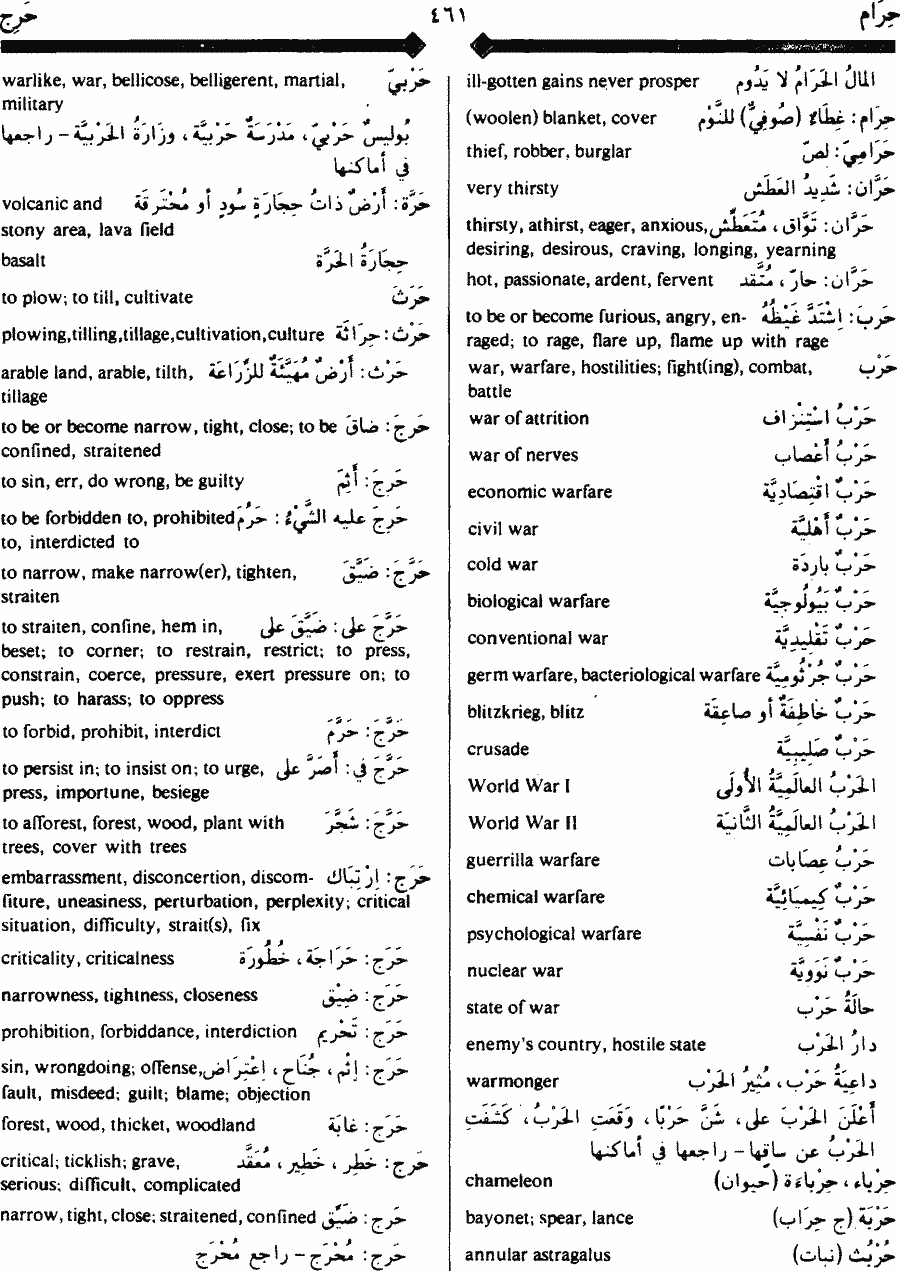 حِرَام ٤٦١ حَرِج
المَالُ الحَرَامُ لَا يَدُوم ill-gotten gains never prosper
حِرَام : غِطَاءٌ (صُوفِيٌّ) لِلنَّوْم (woolen) blanket, cover
حَرَامِيّ : لِصّ thief, robber, burglar
حَرَّان : شَدِيدُ العَطَش very thirsty
حَرَّان : تَوَّاق ، مُتَعَطِّش thirsty, athirst, eager, anxious,
desiring, desirous, craving, longing, yearning
حَرَّان : حَارّ ، مُتَّقِد hot, passionate, ardent, fervent
حَرِبَ : اِشْتَدَّ غَيْظُهُ to be or become furious, angry, en-
raged; to rage, flare up, flame up with rage
حَرْب war, warfare, hostilities; fight(ing), combat,
battle
حَرْبُ اسْتِنْزاف war of attrition
حَرْبُ أَعْصاب war of nerves
حَرْبٌ اقْتِصَادِيَّة economic warfare
حَرْبٌ أَهْلِيَّة civil war
حَرْبٌ بارِدَة cold war
حَرْبٌ بَيُولُوجِيَّة biological warfare
حَرْبٌ تَقْلِيدِيَّة conventional war
حَرْبٌ جُرْثُومِيَّة germ warfare, bacteriological warfare
حَرْبٌ خاطِفَةٌ أو صاعِقَة blitzkrieg, blitz
حَرْبٌ صَلِيبِيَّة crusade
الحَرْبُ العالَمِيَّةُ الأُولَى World War I
الحَرْبُ العالَمِيَّةُ الثَّانِيَة World War II
حَرْبُ عِصَابات guerrilla warfare
حَرْبٌ كِيمِيائِيَّة chemical warfare
حَرْبٌ نَفْسِيَّة psychological warfare
حَرْبٌ نَوَوِيَّة nuclear war
حالَةُ حَرْب state of war
دارُ الحَرْب enemy's country, hostile state
داعِيَةُ حَرْب ، مُثِيرُ الحَرْب warmonger
أَعْلَنَ الحَرْبَ على ، شَنَّ حَرْبًا ، وَقَعَتِ الحَرْبُ ، كَشَفَتِ
الحَرْبُ عن ساقِها - راجعها في أماكنها
حِرْباء ، حِرْباءَة (حيوان) chameleon
حَرْبَة (ج حِراب) bayonet; spear, lance
حُرْبُث (نبات) annular astragalus
حَرْبِيّ warlike, war, bellicose, belligerent, martial,
military
بُولِيسٌ حَرْبِيّ ، مَدْرَسَةٌ حَرْبِيَّة ، وِزَارَةُ الحَرْبِيَّة - راجعها
في أماكنها
حَرَّة : أَرْضٌ ذاتُ حِجَارَةٍ سُودٍ أو مُحْتَرِقَة volcanic and
stony area, lava field
حِجَارَةُ الحَرَّة basalt
حَرَثَ to plow; to till, cultivate
حَرْث : حِرَاثَة plowing,tilling,tillage,cultivation,culture
حَرْث : أَرْضٌ مُهَيَّئَةٌ لِلزِّرَاعَة arable land, arable, tilth,
tillage
حَرِجَ : ضاقَ to be or become narrow, tight, close; to be
confined, straitened
حَرِجَ : أَثِمَ to sin, err, do wrong, be guilty
حَرِجَ عليه الشَّيْءُ : حَرُمَ to be forbidden to, prohibited
to, interdicted to
حَرَّجَ : ضَيَّقَ to narrow, make narrow(er), tighten,
straiten
حَرَّجَ على : ضَيَّقَ على to straiten, confine, hem in,
beset; to corner; to restrain, restrict; to press,
constrain, coerce, pressure, exert pressure on; to
push; to harass; to oppress
حَرَّجَ : حَرَّمَ to forbid, prohibit, interdict
حَرَّجَ في : أَصَرَّ على to persist in; to insist on; to urge,
press, importune, besiege
حَرَّجَ : شَجَّرَ to afforest, forest, wood, plant with
trees, cover with trees
حَرَج : اِرْتِبَاك embarrassment, disconcertion, discom-
fiture, uneasiness, perturbation, perplexity; critical
situation, difficulty, strait(s), fix
حَرَج : حَرَاجَة ، خُطُورَة criticality, criticalness
حَرَج : ضِيْق narrowness, tightness, closeness
حَرَج : تَحْرِيم prohibition, forbiddance, interdiction
حَرَج : إثْم ، جُنَاح ، اِعْتِرَاض sin, wrongdoing; offense,
fault, misdeed; guilt; blame; objection
حَرَج : غابَة forest, wood, thicket, woodland
حَرِج : خَطِر ، خَطِير ، مُعَقَّد critical; ticklish; grave,
serious; difficult, complicated
حَرِج : ضَيِّق narrow, tight, close; straitened, confined
حَرِج : مُحْرَج - راجع مُحْرَج